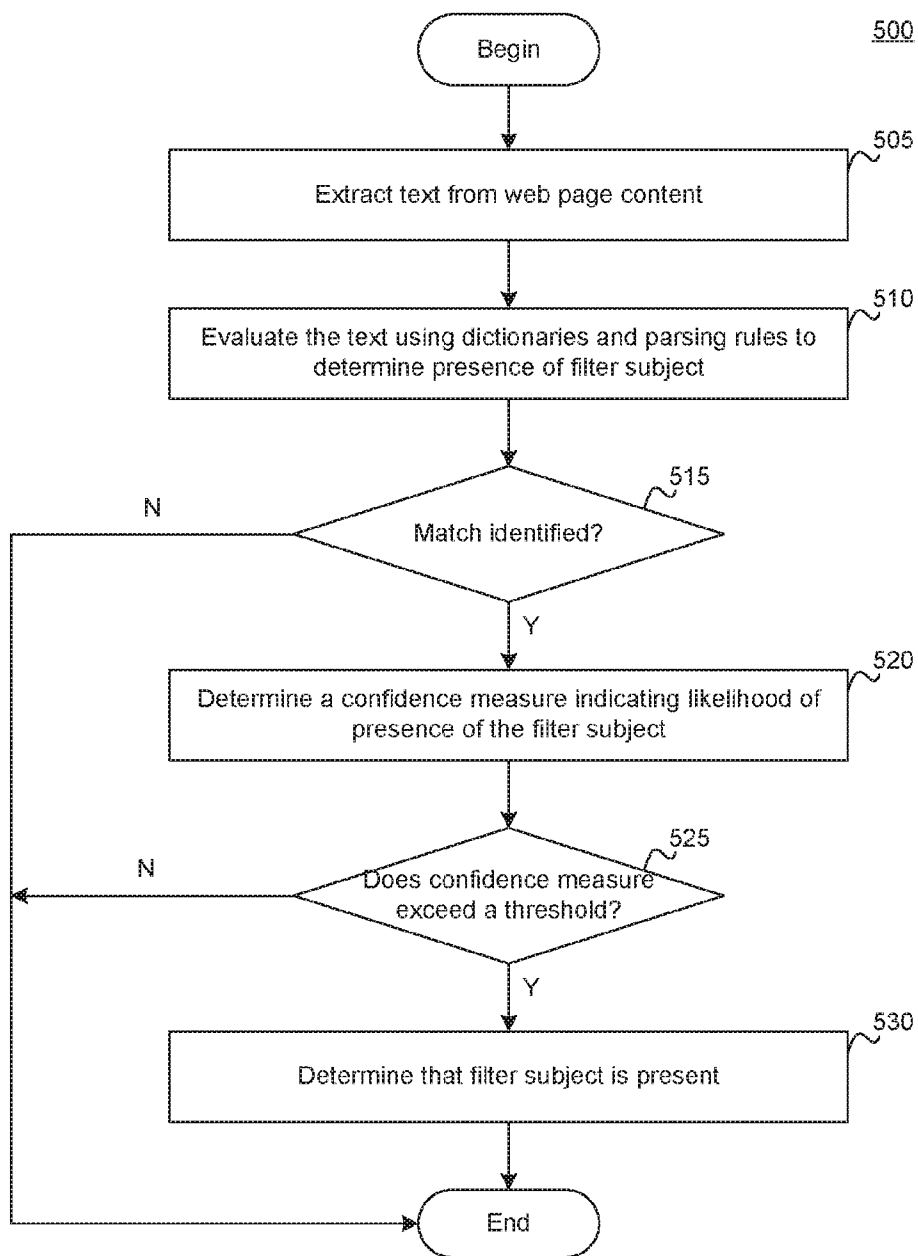 500
Begin
505
Extract text from web page content
510
Evaluate the text using dictionaries and parsing rules to
determine presence of filter subject
515
N
Match identified?
Y
520
Determine a confidence measure indicating likelihood of
presence of the filter subject
525
N
Does confidence measure
exceed a threshold?
Y
530
Determine that filter subject is present
End